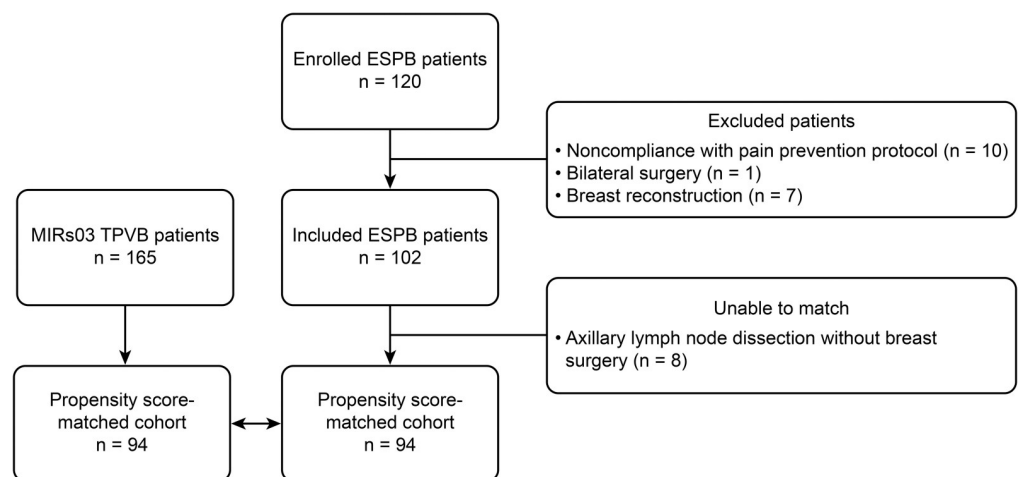 Enrolled ESPB patients
n = 120
Excluded patients
• Noncompliance with pain prevention protocol (n = 10)
• Bilateral surgery (n = 1)
• Breast reconstruction (n = 7)
MIRs03 TPVB patients
n = 165
Included ESPB patients
n = 102
Unable to match
• Axillary lymph node dissection without breast
surgery (n = 8)
Propensity score-
matched cohort
n = 94
Propensity score-
matched cohort
n = 94